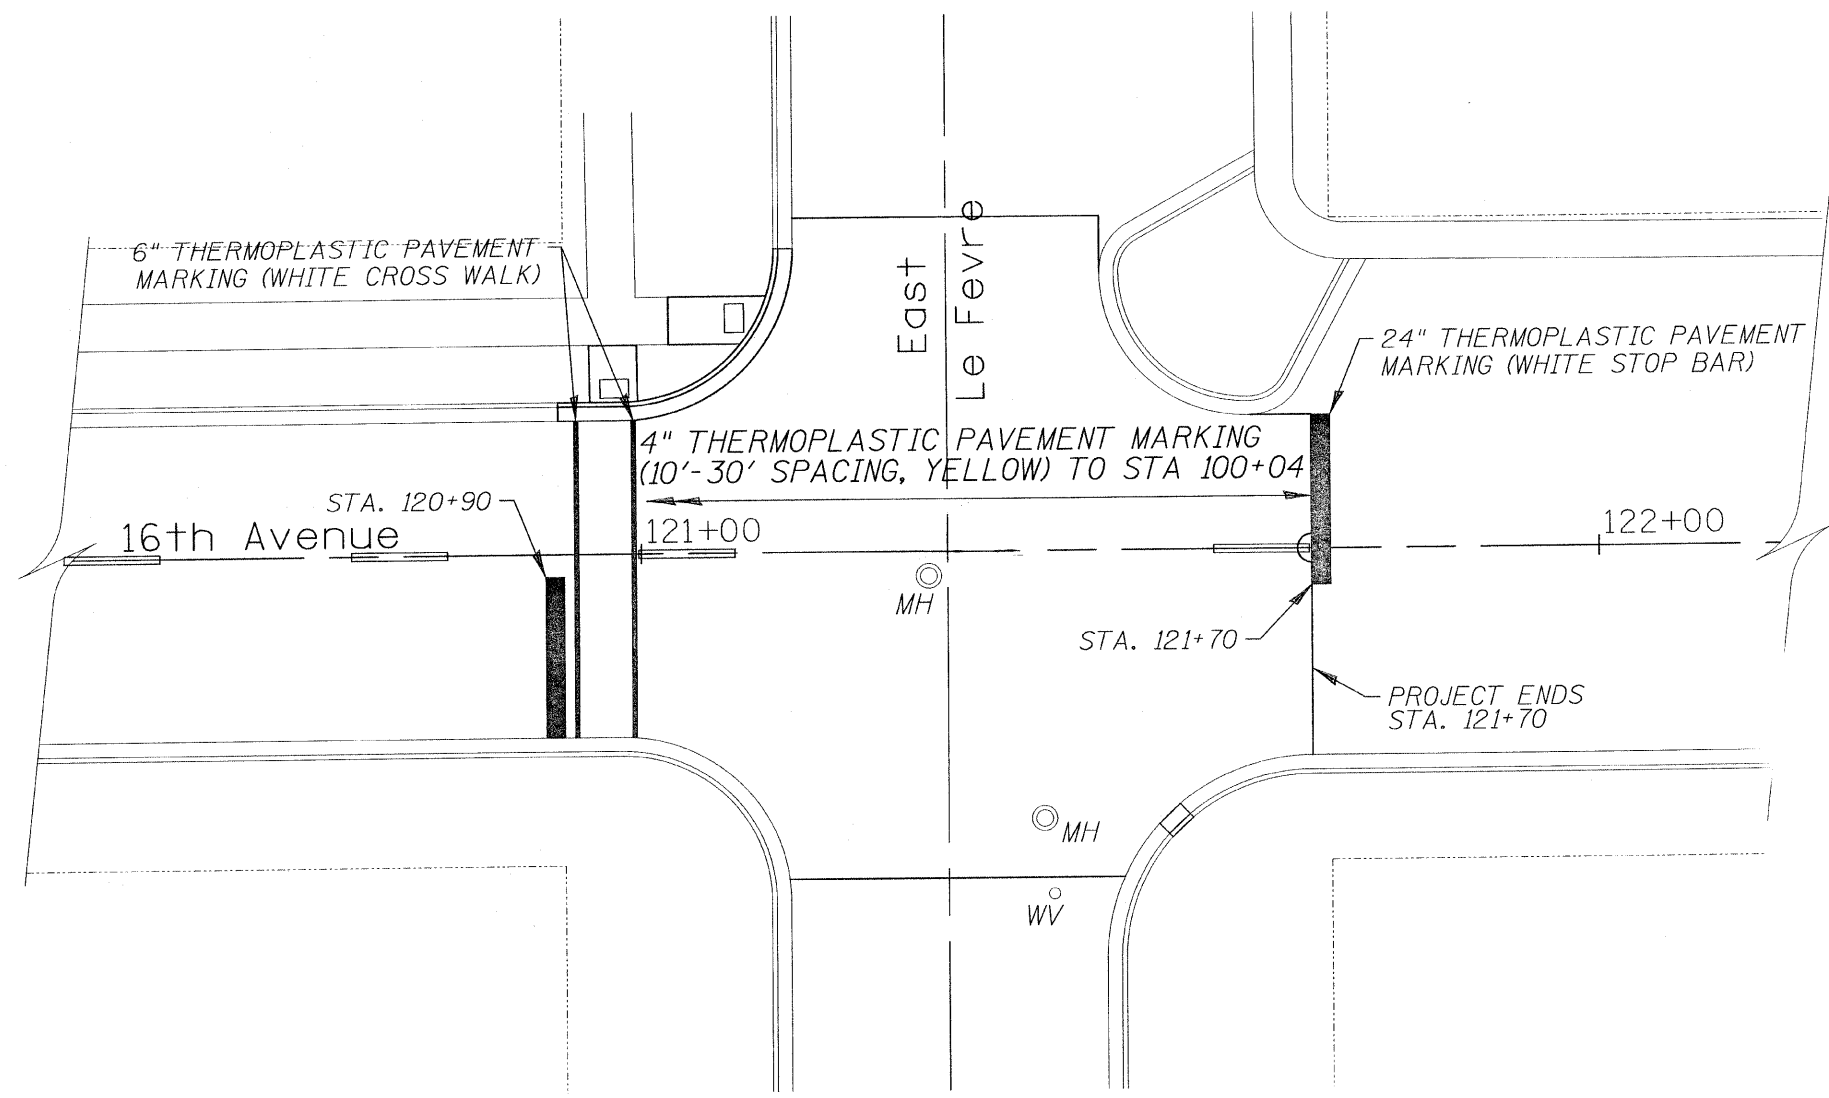 East
Le Fevre
6" THERMOPLASTIC PAVEMENT
MARKING (WHITE CROSS WALK)
24" THERMOPLASTIC PAVEMENT
MARKING (WHITE STOP BAR)
4" THERMOPLASTIC PAVEMENT MARKING
(10'-30' SPACING, YELLOW) TO STA 100+04
STA. 120+90
16th Avenue
121+00
122+00
MH
STA. 121+70
PROJECT ENDS
STA. 121+70
MH
WV